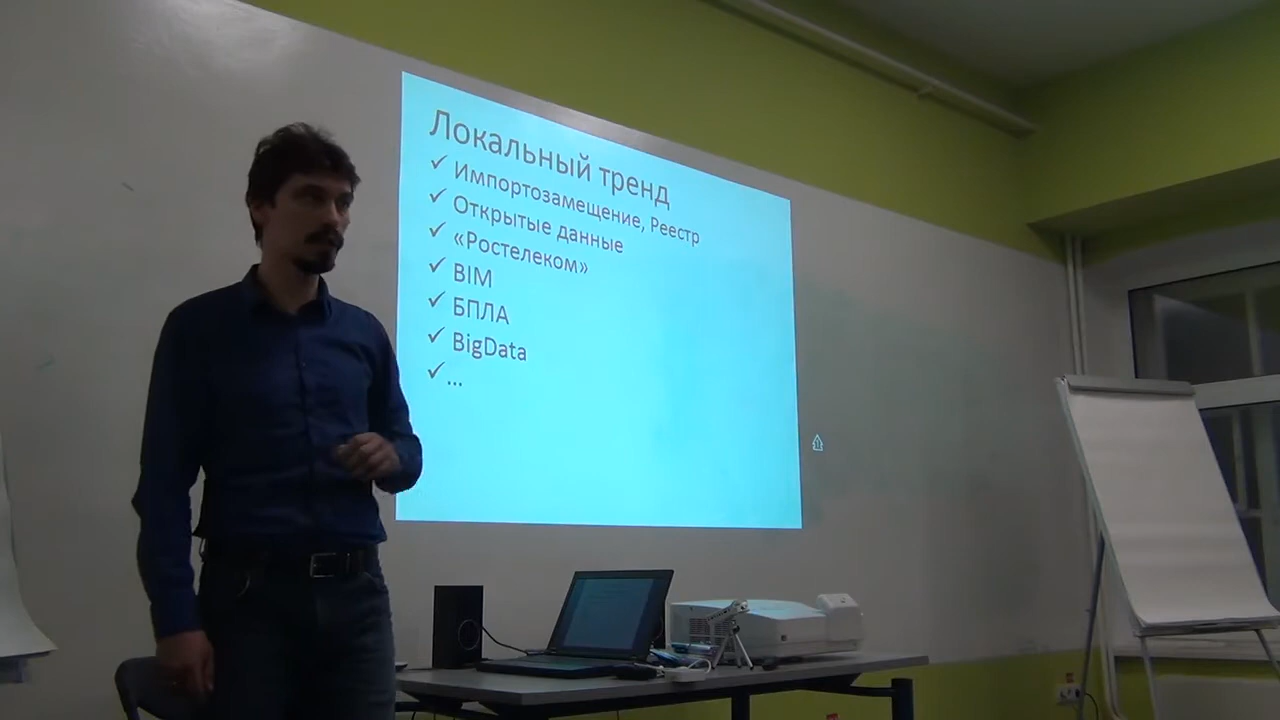 Локальный тренд
✓ Импортозамещение, Реестр
✓ Открытые данные
✓ «Ростелеком»
✓ BIM
✓ БПЛА
✓ BigData
✓ ...